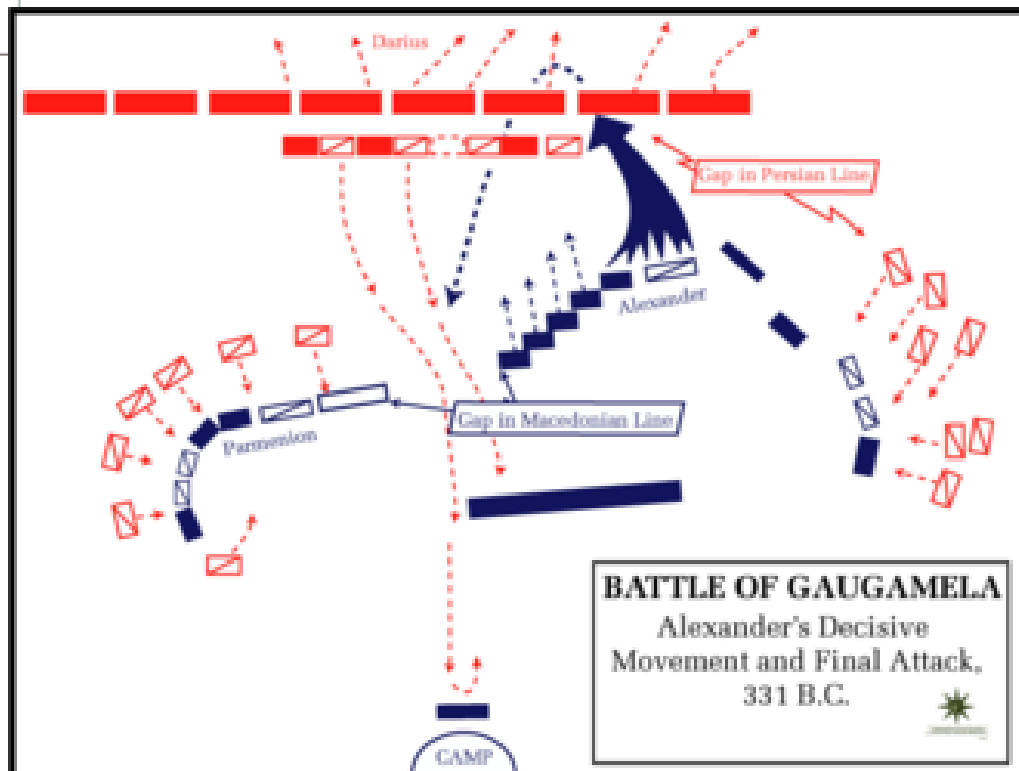 Darius
Gap in Persian Line
Alexander
Gap in Macedonian Line
Parmenion
BATTLE OF GAUGAMELA
Alexander's Decisive
Movement and Final Attack,
331 B.C.
CAMP